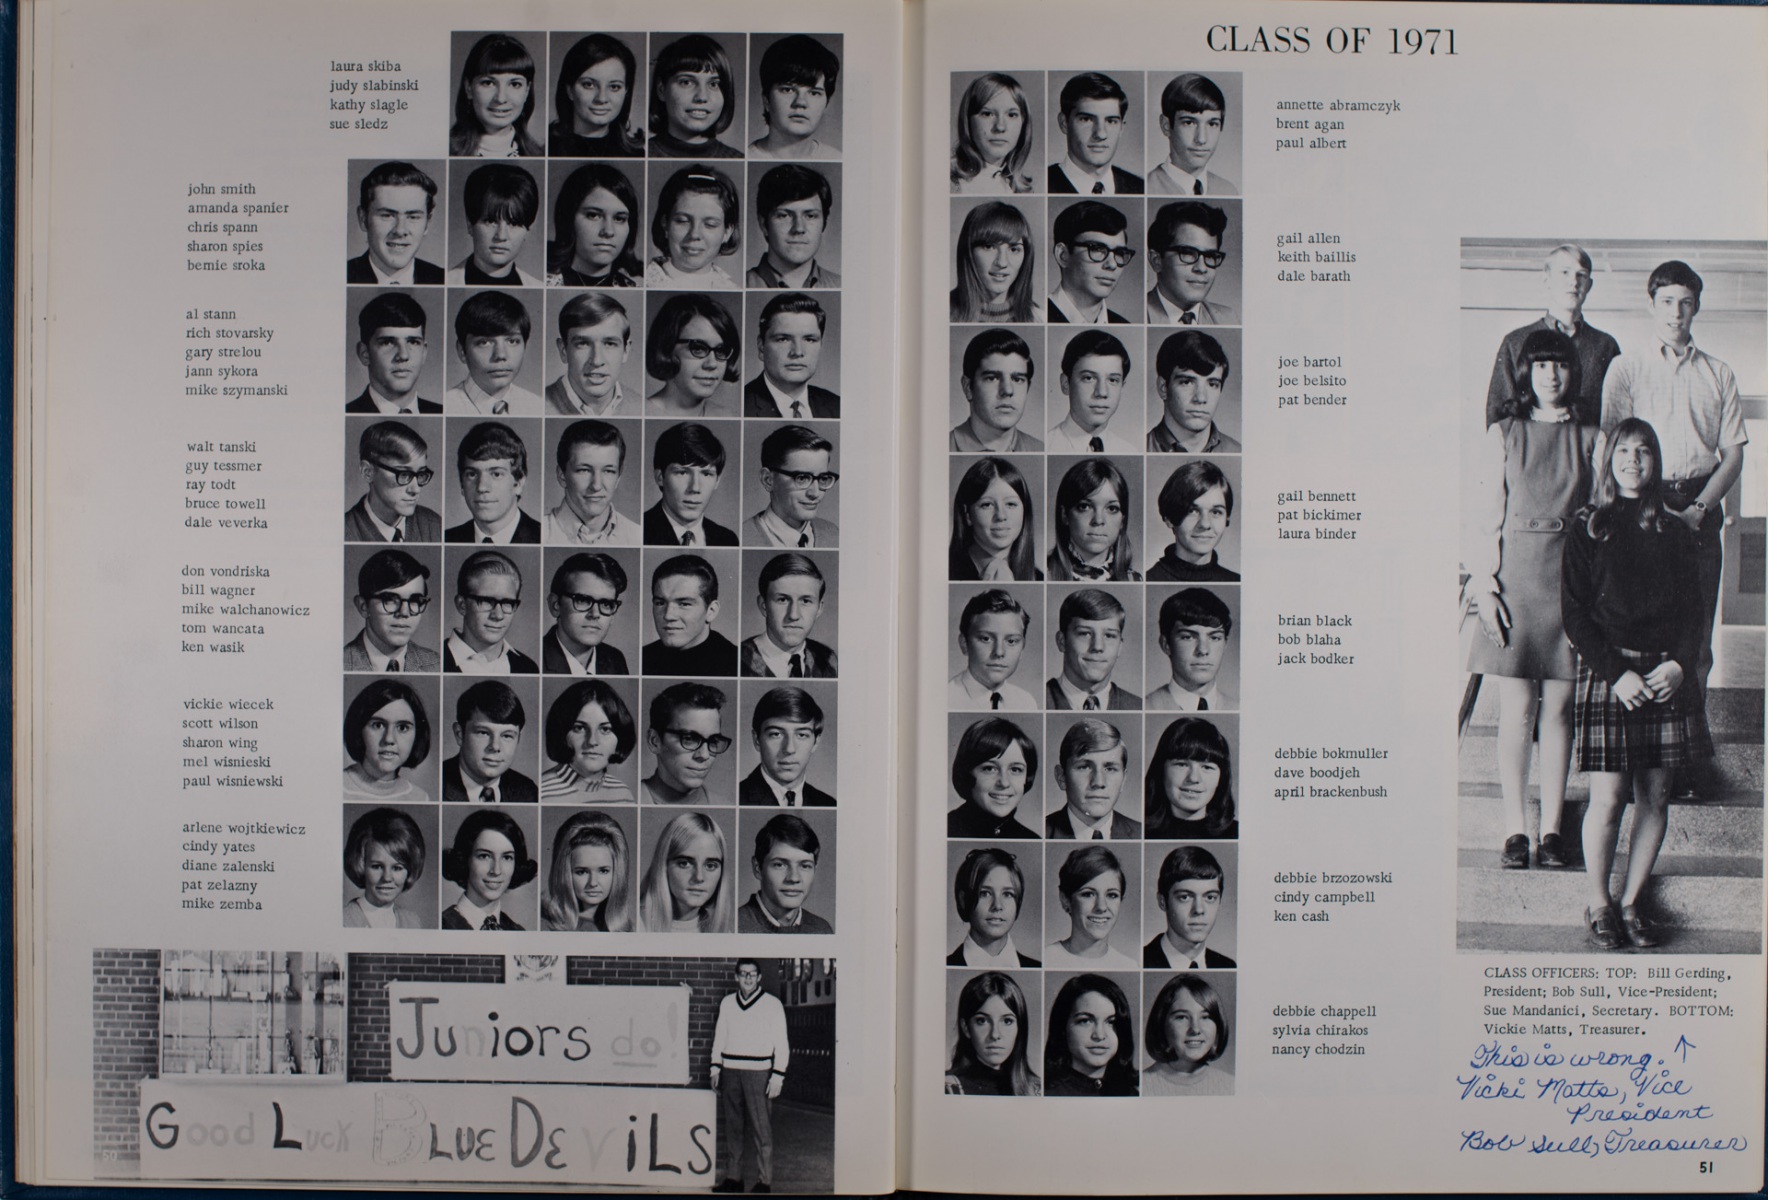 laura skiba
judy slabinski
kathy slagle
sue sledz
john smith
amanda spanier
chris spann
sharon spies
bernie sroka
al stann
rich stovarsky
gary strelou
jann sykora
mike szymanski
walt tanski
guy tessmer
ray todt
bruce towell
dale veverka
don vondriska
bill wagner
mike walchanowicz
tom wancata
ken wasik
vickie wiecek
scott wilson
sharon wing
mel wisnieski
paul wisniewski
arlene wojtkiewicz
cindy yates
diane zalenski
pat zelazny
mike zemba
Juniors do!
Good Luck BLUE DEViLS
50
CLASS OF 1971
annette abramczyk
brent agan
paul albert
gail allen
keith baillis
dale barath
joe bartol
joe belsito
pat bender
gail bennett
pat bickimer
laura binder
brian black
bob blaha
jack bodker
debbie bokmuller
dave boodjeh
april brackenbush
debbie brzozowski
cindy campbell
ken cash
debbie chappell
sylvia chirakos
nancy chodzin
CLASS OFFICERS: TOP: Bill Gerding,
President; Bob Sull, Vice-President;
Sue Mandanici, Secretary. BOTTOM:
Vickie Matts, Treasurer.
This is wrong. ↑
Vicki Matts, Vice
President
Bob Sull, Treasurer
51